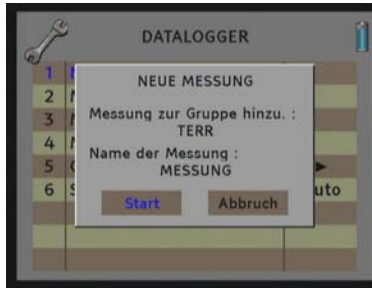 DATALOGGER
NEUE MESSUNG
Messung zur Gruppe hinzu. :
TERR
Name der Messung :
MESSUNG
Start Abbruch
1
2
3
4
5
6
uto